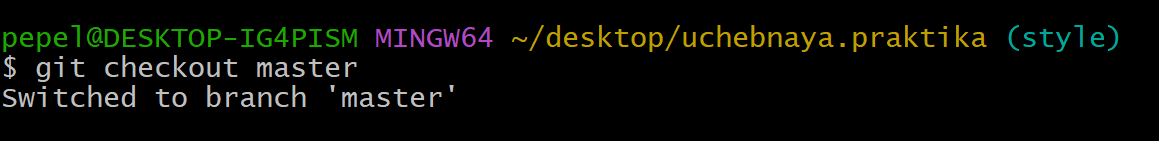 pepel@DESKTOP-IG4PISM MINGW64 ~/desktop/uchebnaya.praktika (style)
$ git checkout master
Switched to branch 'master'